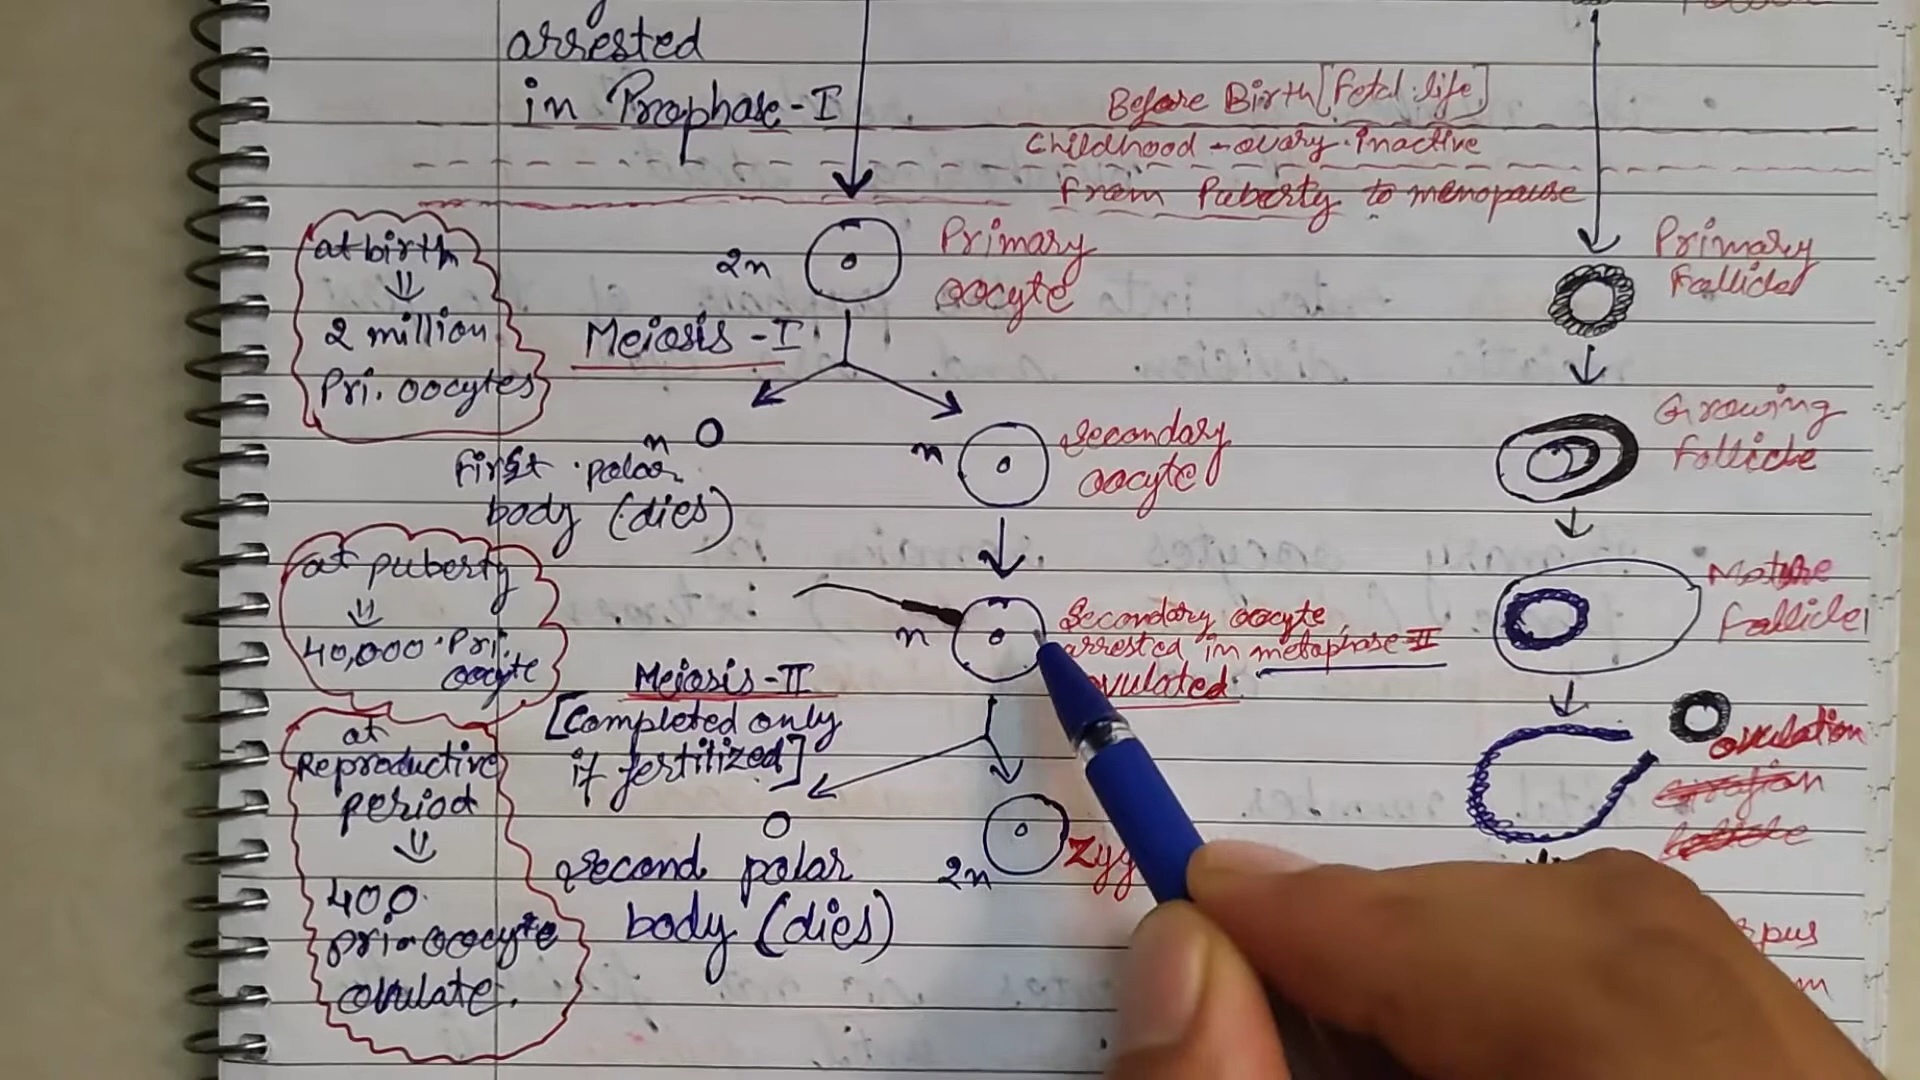 arrested
in Prophase-I
Before Birth [Fetal life]
Childhood - ovary inactive
From Puberty to menopause
at birth
2 million
Pri. oocytes
2n
Primary
oocyte
Primary
Follicle
Meiosis-I
n
First polar
body (dies)
n
secondary
oocyte
Growing
follicle
at puberty
40,000 Pri.
oocyte
n
Secondary oocyte
arrested in metaphase II
ovulated
Mature
Follicle
Meiosis-II
[Completed only
if fertilized]
ovulation
at
Reproductive
period
400
pri-oocyte
ovulate.
second polar
body (dies)
2n
Zyg